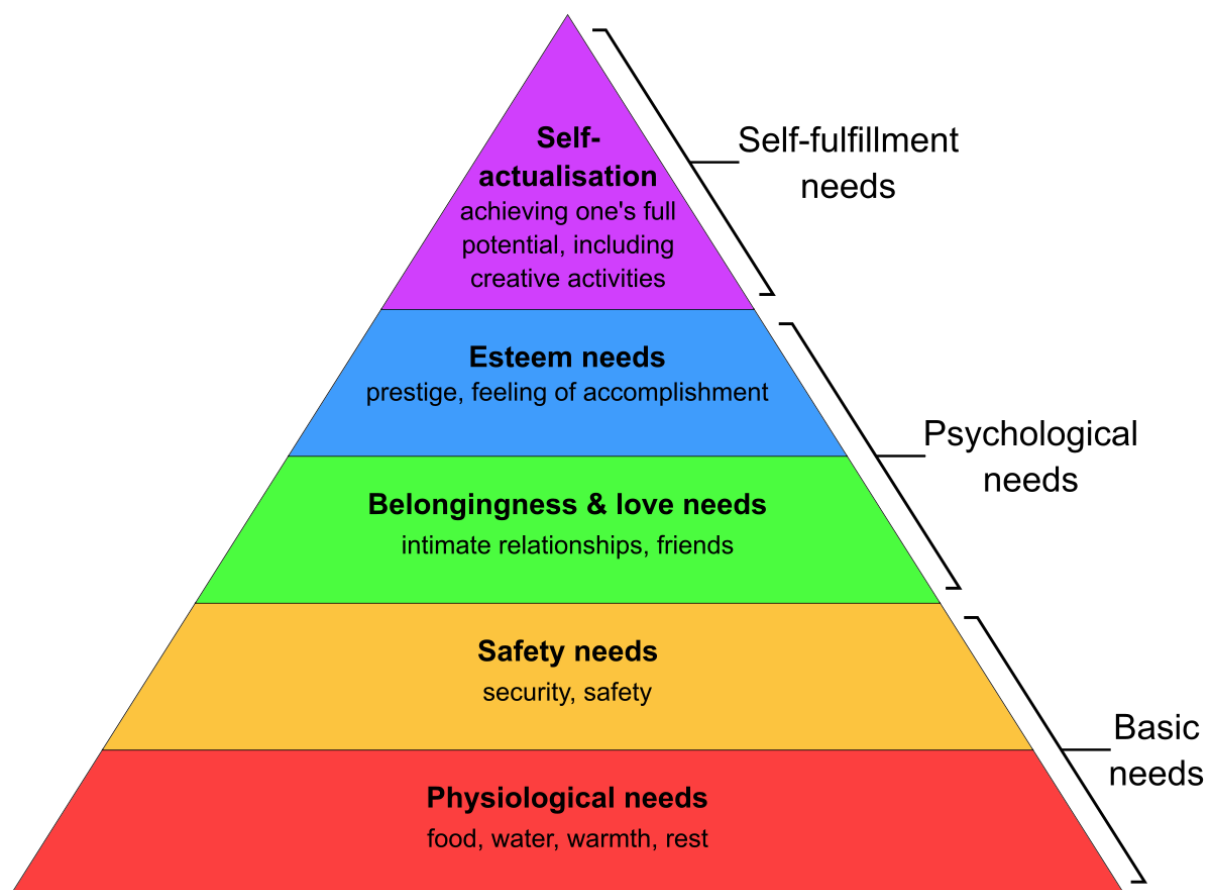 Self-
actualisation
achieving one's full
potential, including
creative activities
Self-fulfillment
needs
Esteem needs
prestige, feeling of accomplishment
Psychological
needs
Belongingness & love needs
intimate relationships, friends
Safety needs
security, safety
Basic
needs
Physiological needs
food, water, warmth, rest